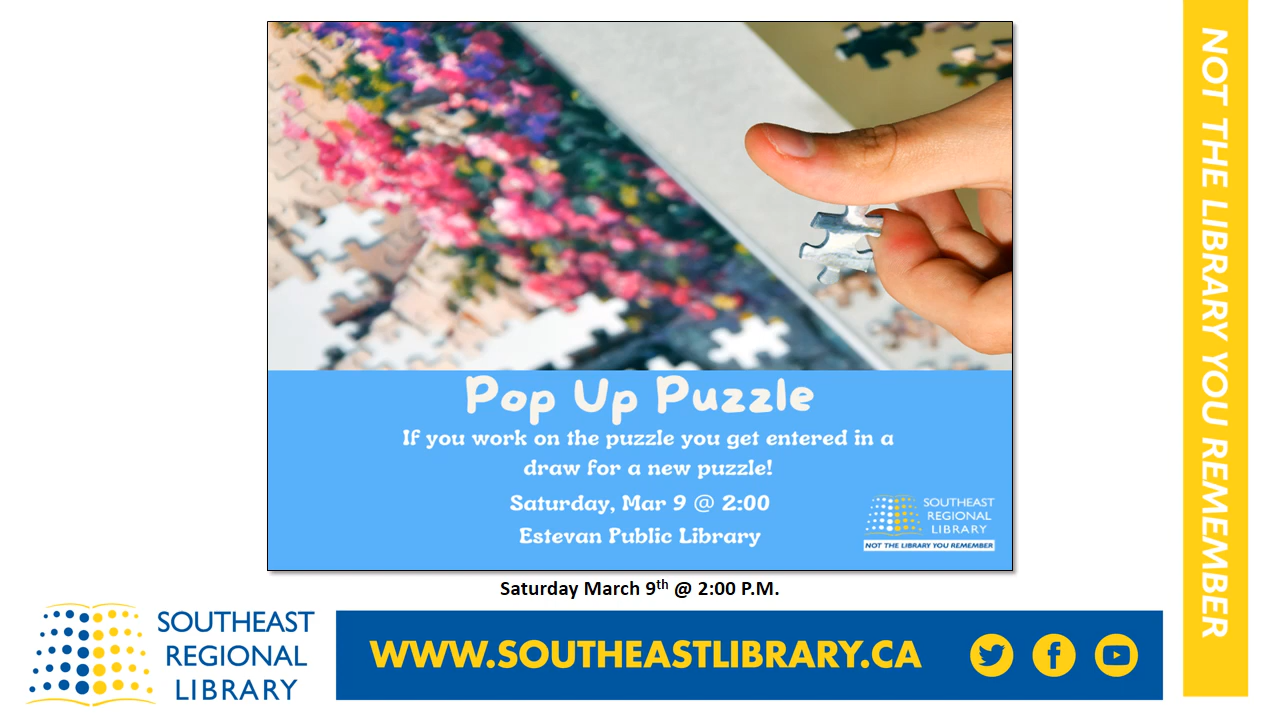 Pop Up Puzzle
If you work on the puzzle you get entered in a
draw for a new puzzle!
Saturday, Mar 9 @ 2:00
Estevan Public Library
SOUTHEAST
REGIONAL
LIBRARY
NOT THE LIBRARY YOU REMEMBER
Saturday March 9th @ 2:00 P.M.
SOUTHEAST
REGIONAL
LIBRARY
WWW.SOUTHEASTLIBRARY.CA
NOT THE LIBRARY YOU REMEMBER